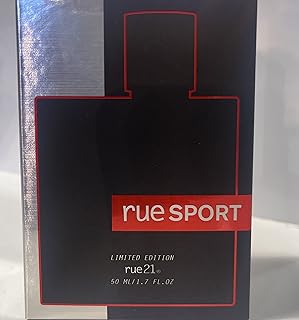 rue SPORT
LIMITED EDITION
rue21®
50 ML/1.7 FL.OZ